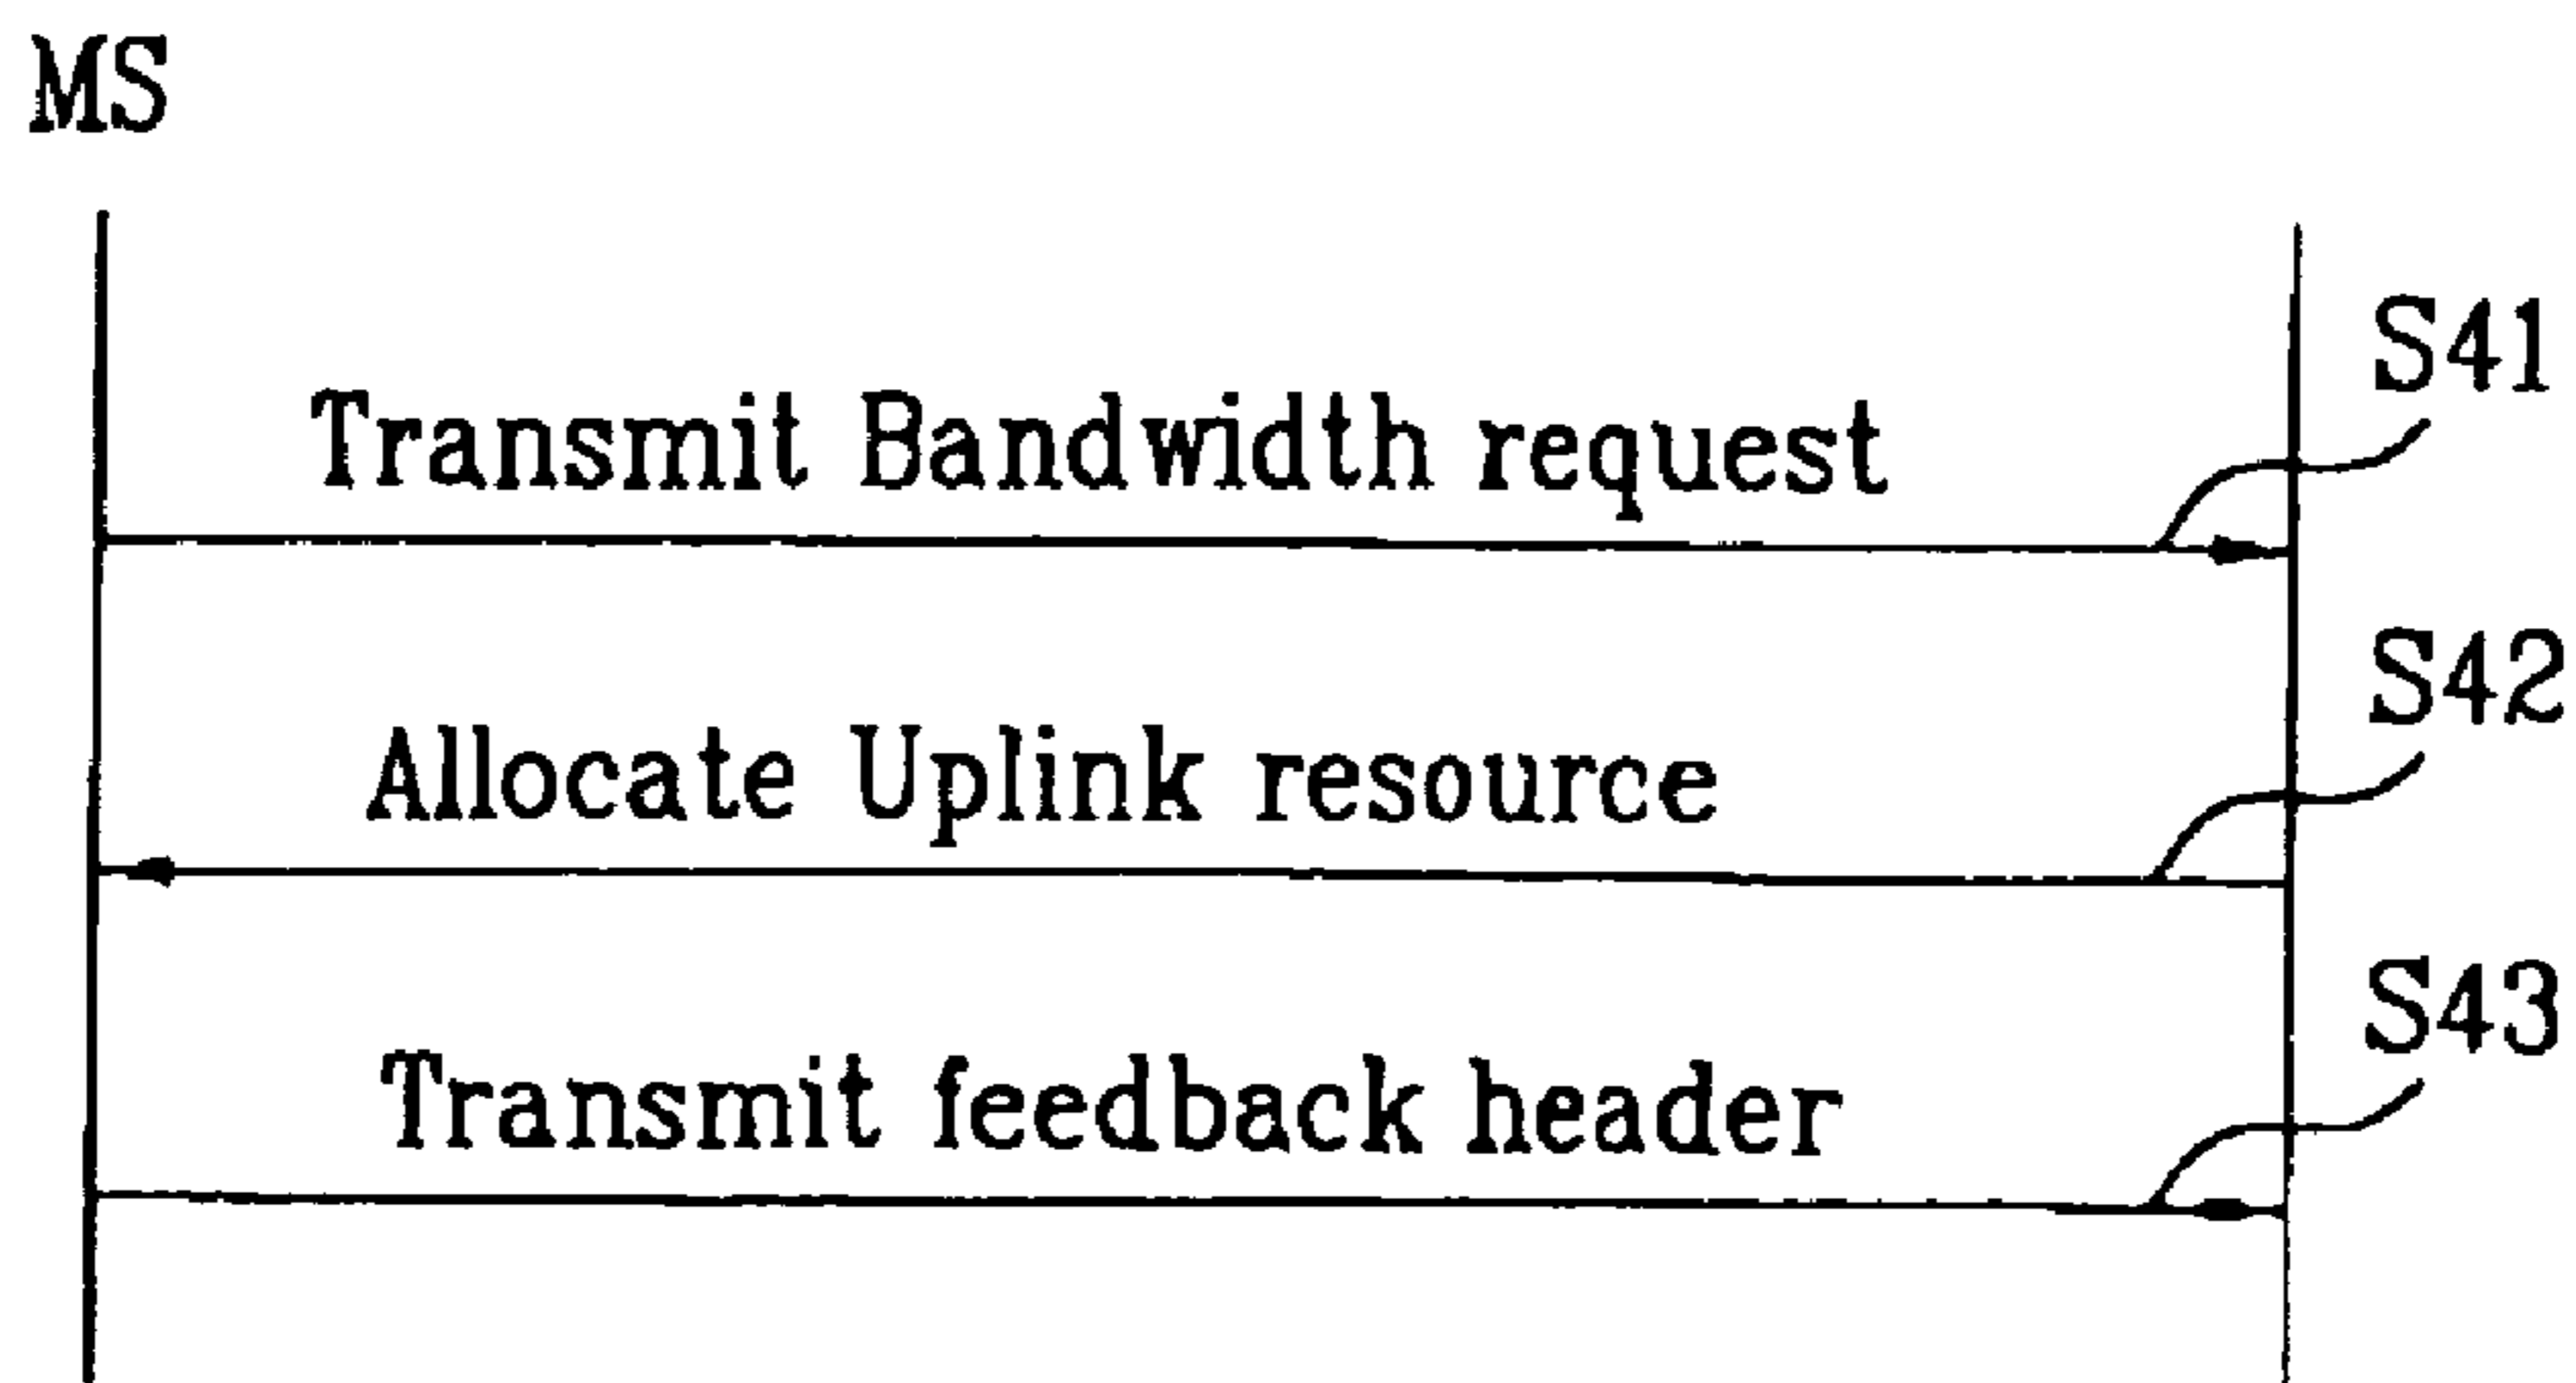 MS
S41
Transmit Bandwidth request
S42
Allocate Uplink resource
S43
Transmit feedback header